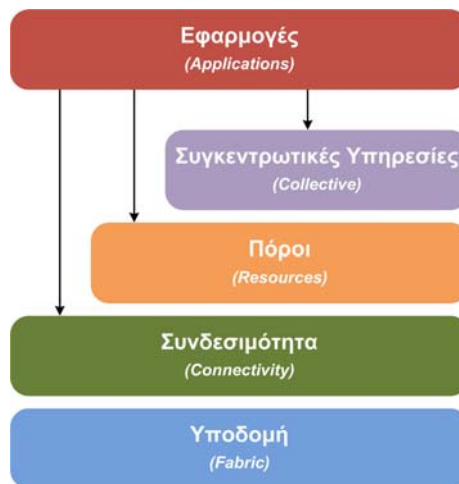 Εφαρμογές
(Applications)
Συγκεντρωτικές Υπηρεσίες
(Collective)
Πόροι
(Resources)
Συνδεσιμότητα
(Connectivity)
Υποδομή
(Fabric)